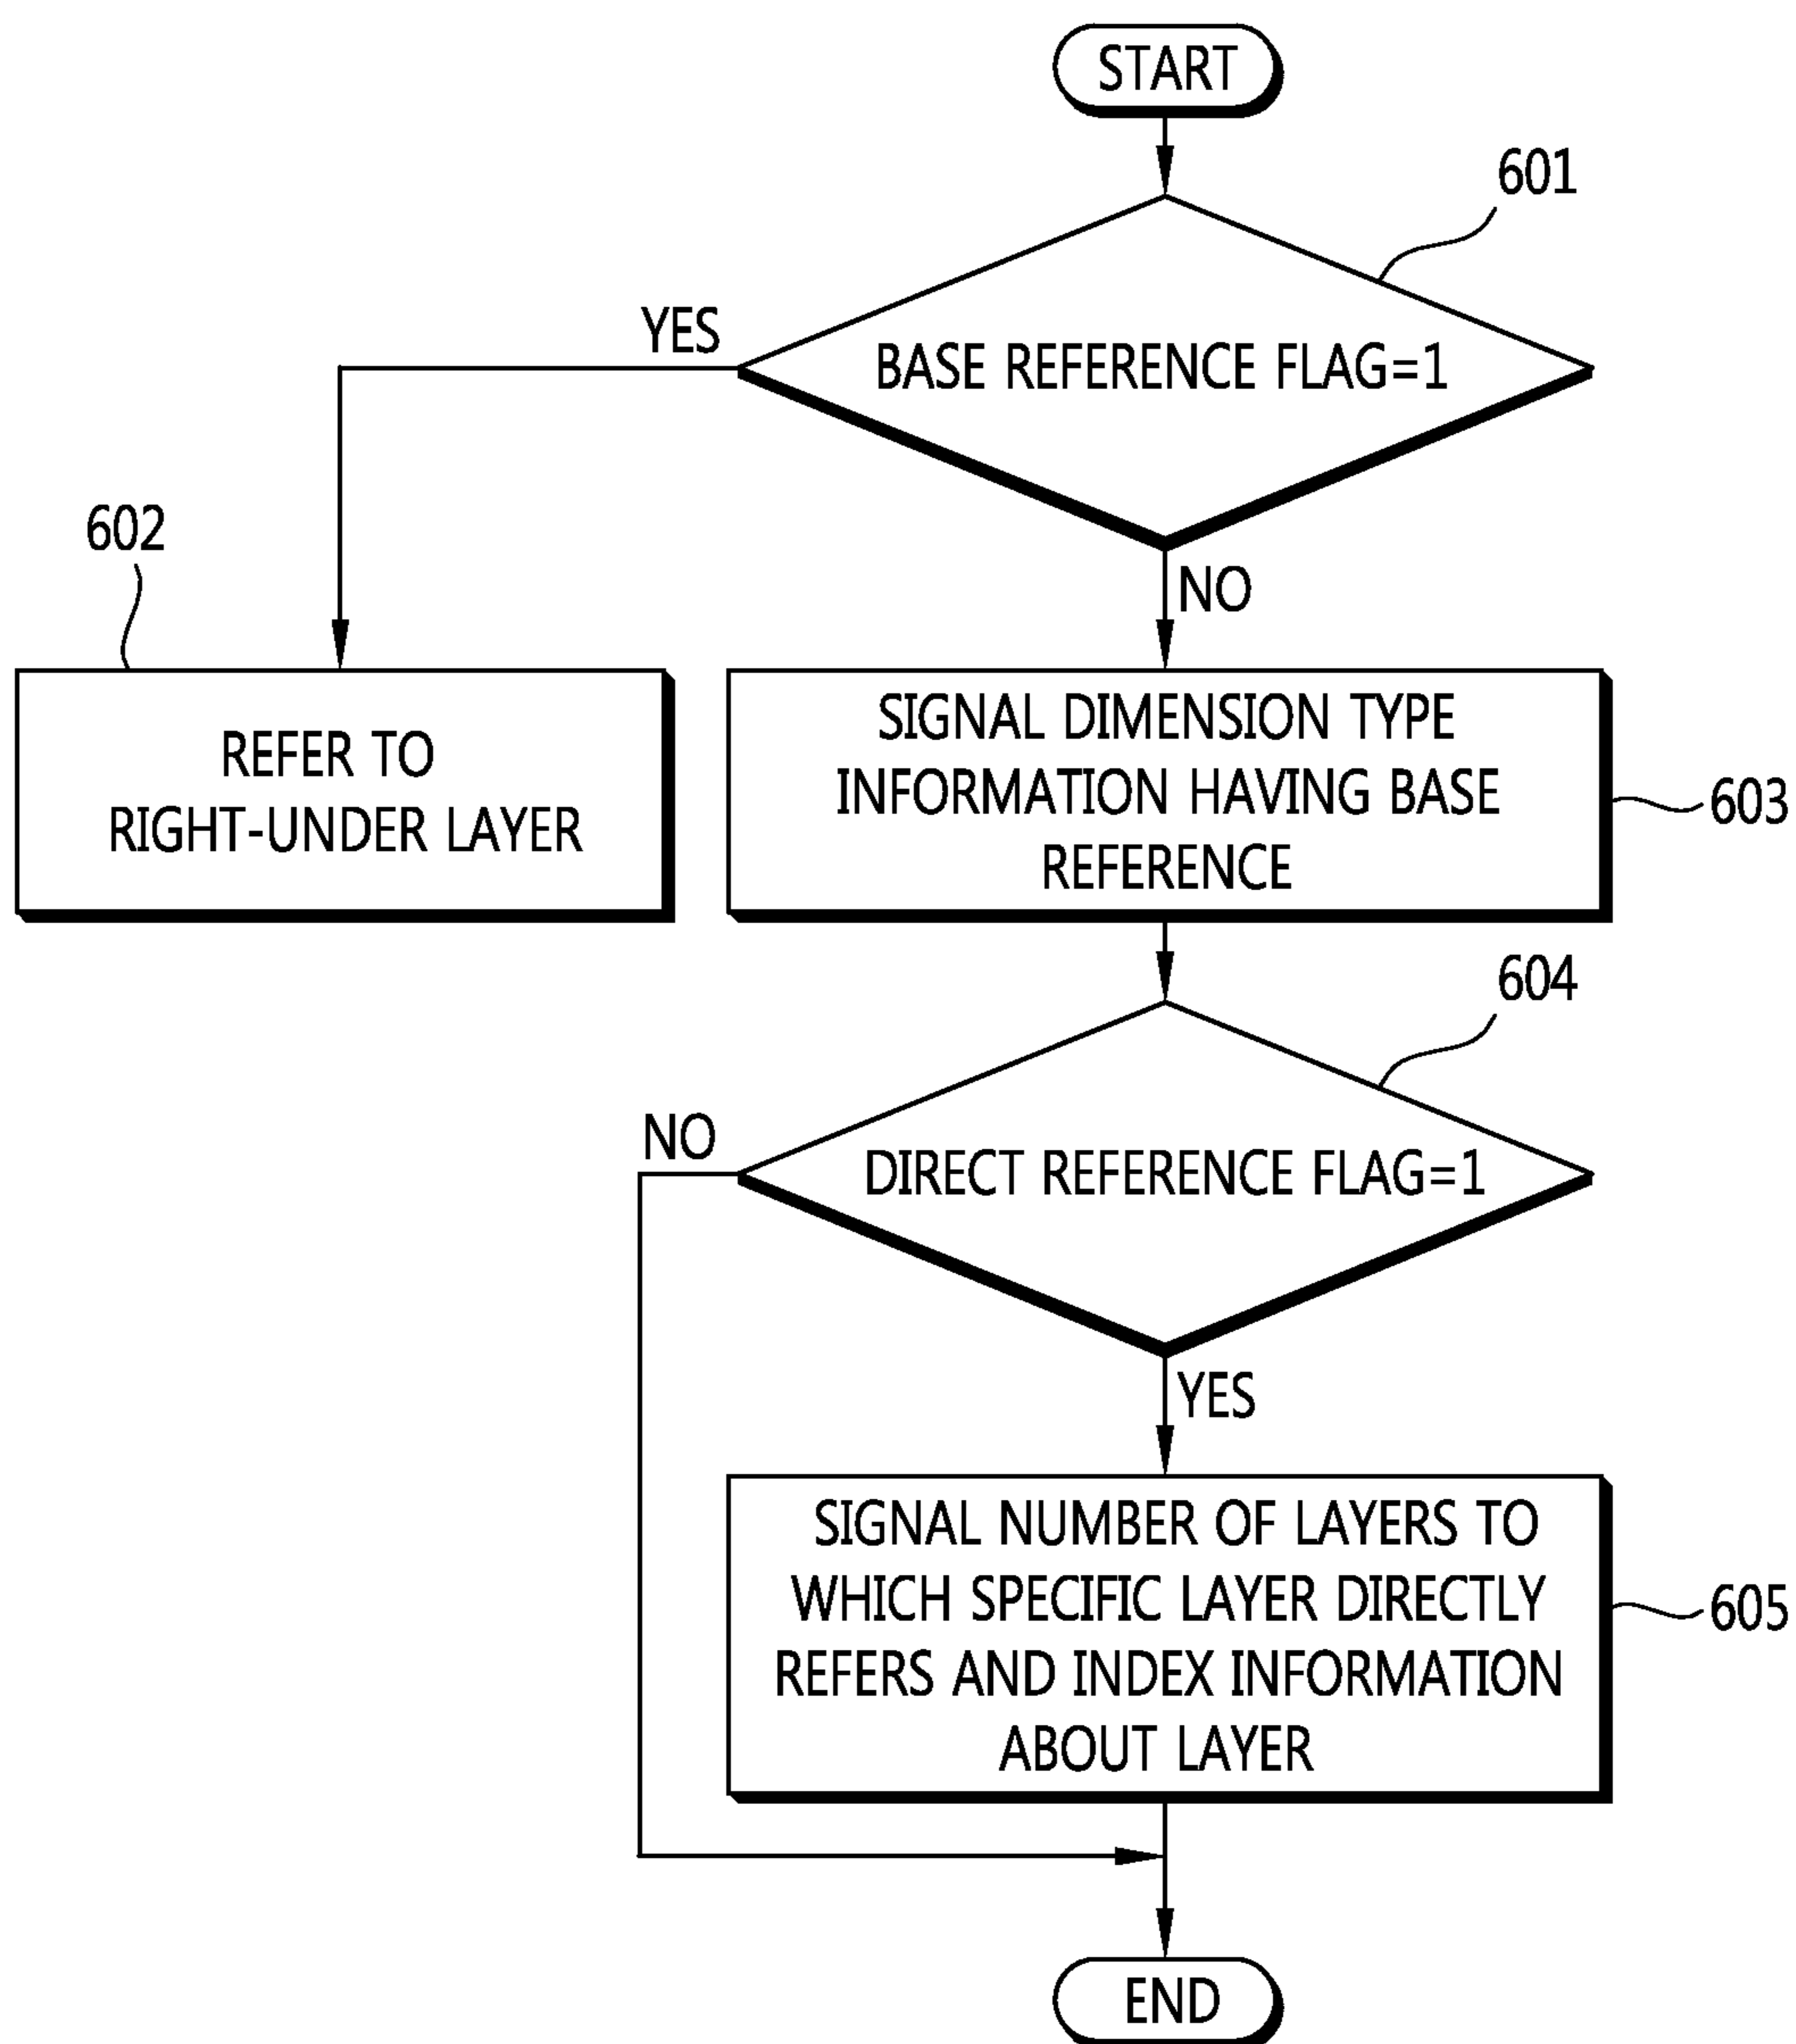 START
601
BASE REFERENCE FLAG=1
YES
602
NO
REFER TO
RIGHT-UNDER LAYER
SIGNAL DIMENSION TYPE
INFORMATION HAVING BASE
REFERENCE
603
604
NO
DIRECT REFERENCE FLAG=1
YES
SIGNAL NUMBER OF LAYERS TO
WHICH SPECIFIC LAYER DIRECTLY
REFERS AND INDEX INFORMATION
ABOUT LAYER
605
END